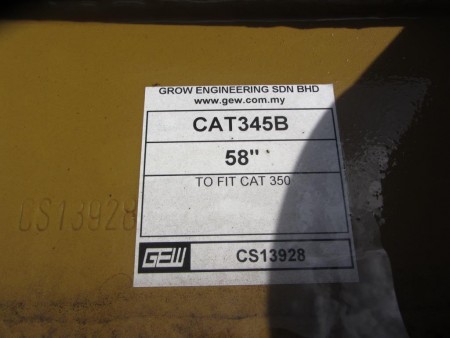 GROW ENGINEERING SDN BHD
www.gew.com.my
CAT345B
58" *
TO FIT CAT 350
CS13928
GEW CS13928